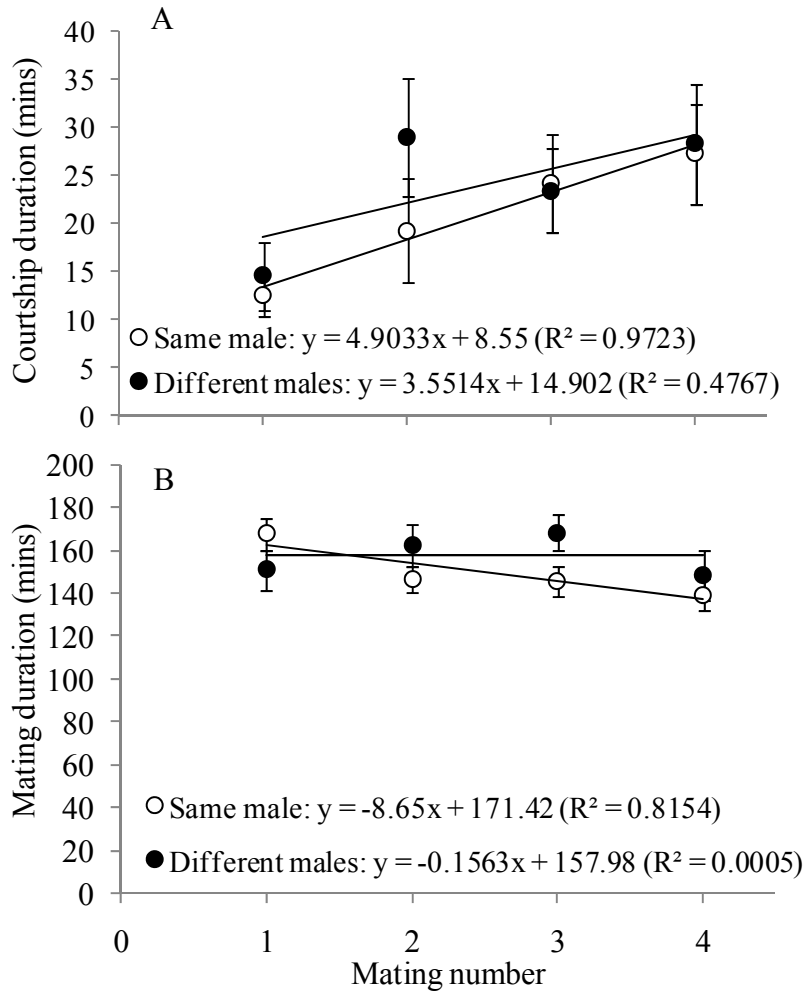 A
Courtship duration (mins)
40
35
30
25
20
15
10
5
0
Same male: y = 4.9033x + 8.55 (R² = 0.9723)
Different males: y = 3.5514x + 14.902 (R² = 0.4767)
B
Mating duration (mins)
200
180
160
140
120
100
80
60
40
20
0
Same male: y = -8.65x + 171.42 (R² = 0.8154)
Different males: y = -0.1563x + 157.98 (R² = 0.0005)
0 1 2 3 4
Mating number